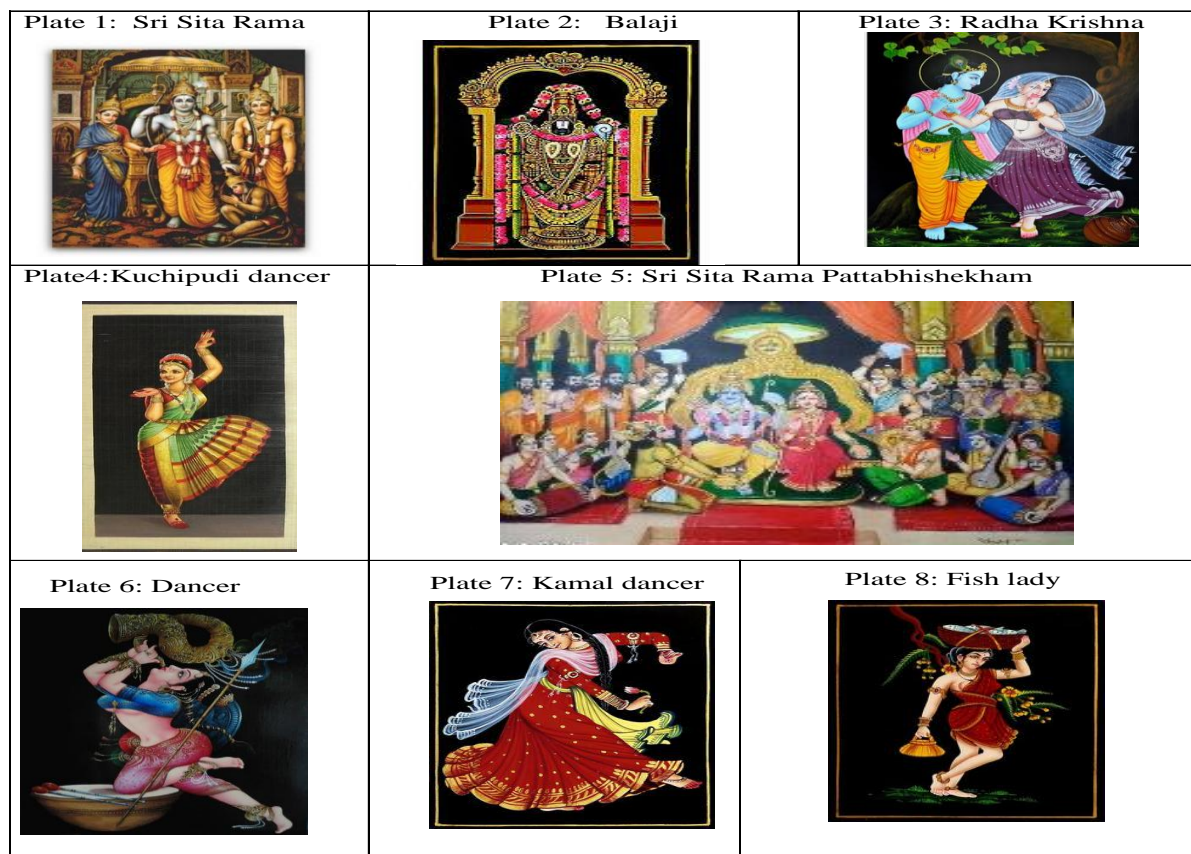 Plate 1: Sri Sita Rama
Plate 2: Balaji
Plate 3: Radha Krishna
Plate4:Kuchipudi dancer
Plate 5: Sri Sita Rama Pattabhishekham
Plate 6: Dancer
Plate 7: Kamal dancer
Plate 8: Fish lady